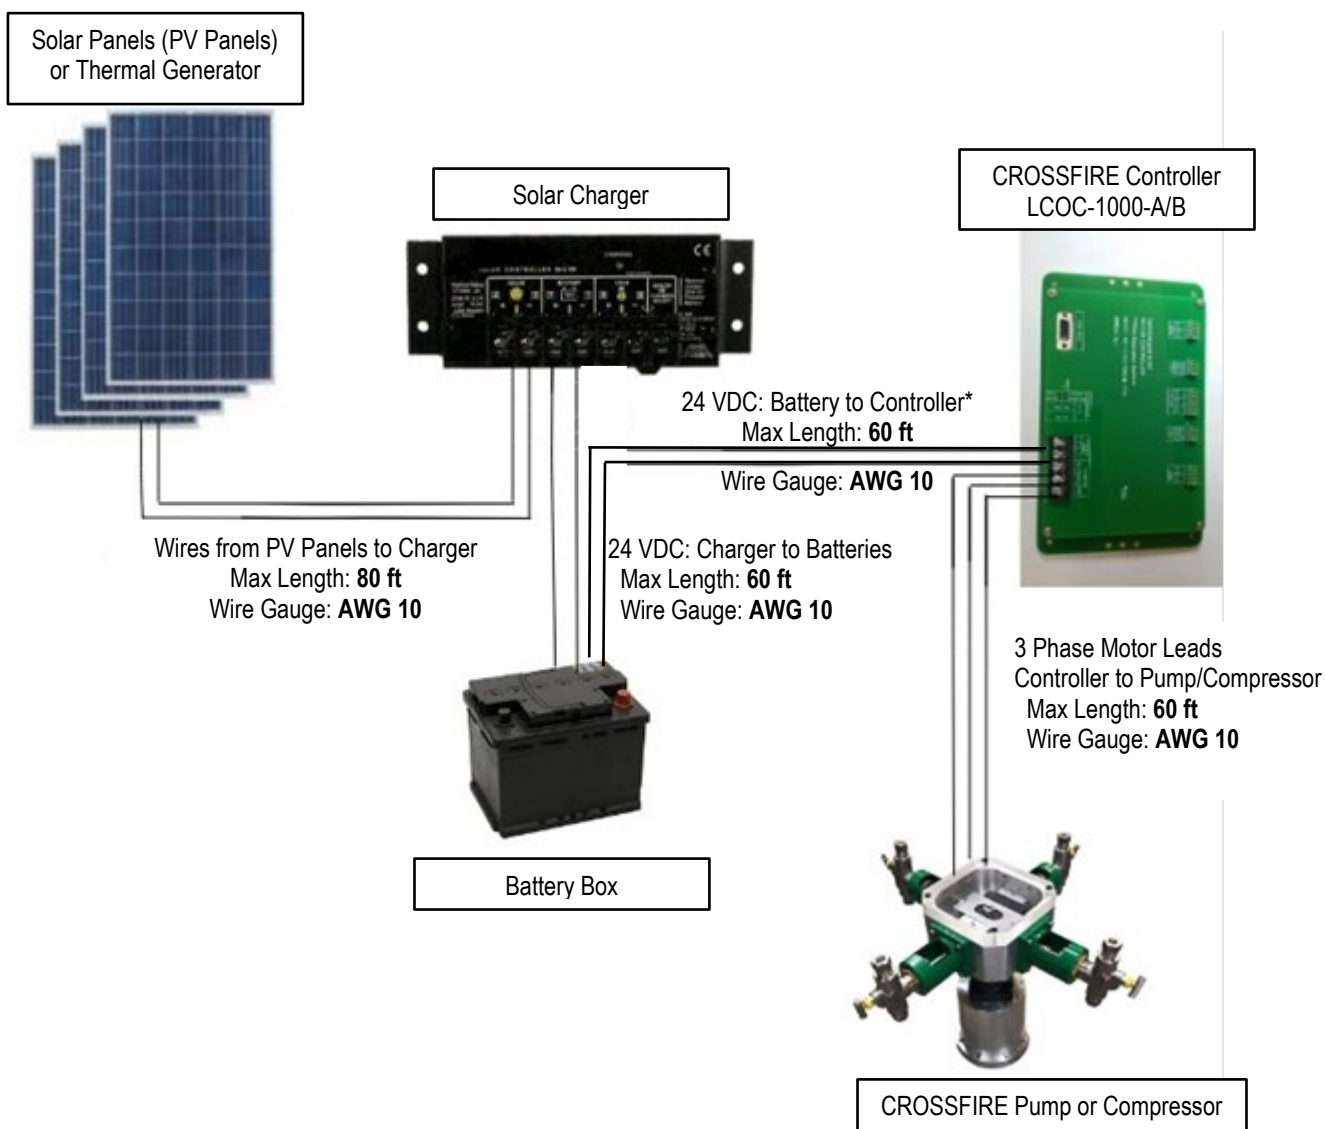 Solar Panels (PV Panels)
or Thermal Generator
Solar Charger
CROSSFIRE Controller
LCOC-1000-A/B
CE
24 VDC: Battery to Controller*
Max Length: 60 ft
Wire Gauge: AWG 10
Wires from PV Panels to Charger
Max Length: 80 ft
Wire Gauge: AWG 10
24 VDC: Charger to Batteries
Max Length: 60 ft
Wire Gauge: AWG 10
3 Phase Motor Leads
Controller to Pump/Compressor
Max Length: 60 ft
Wire Gauge: AWG 10
Battery Box
CROSSFIRE Pump or Compressor